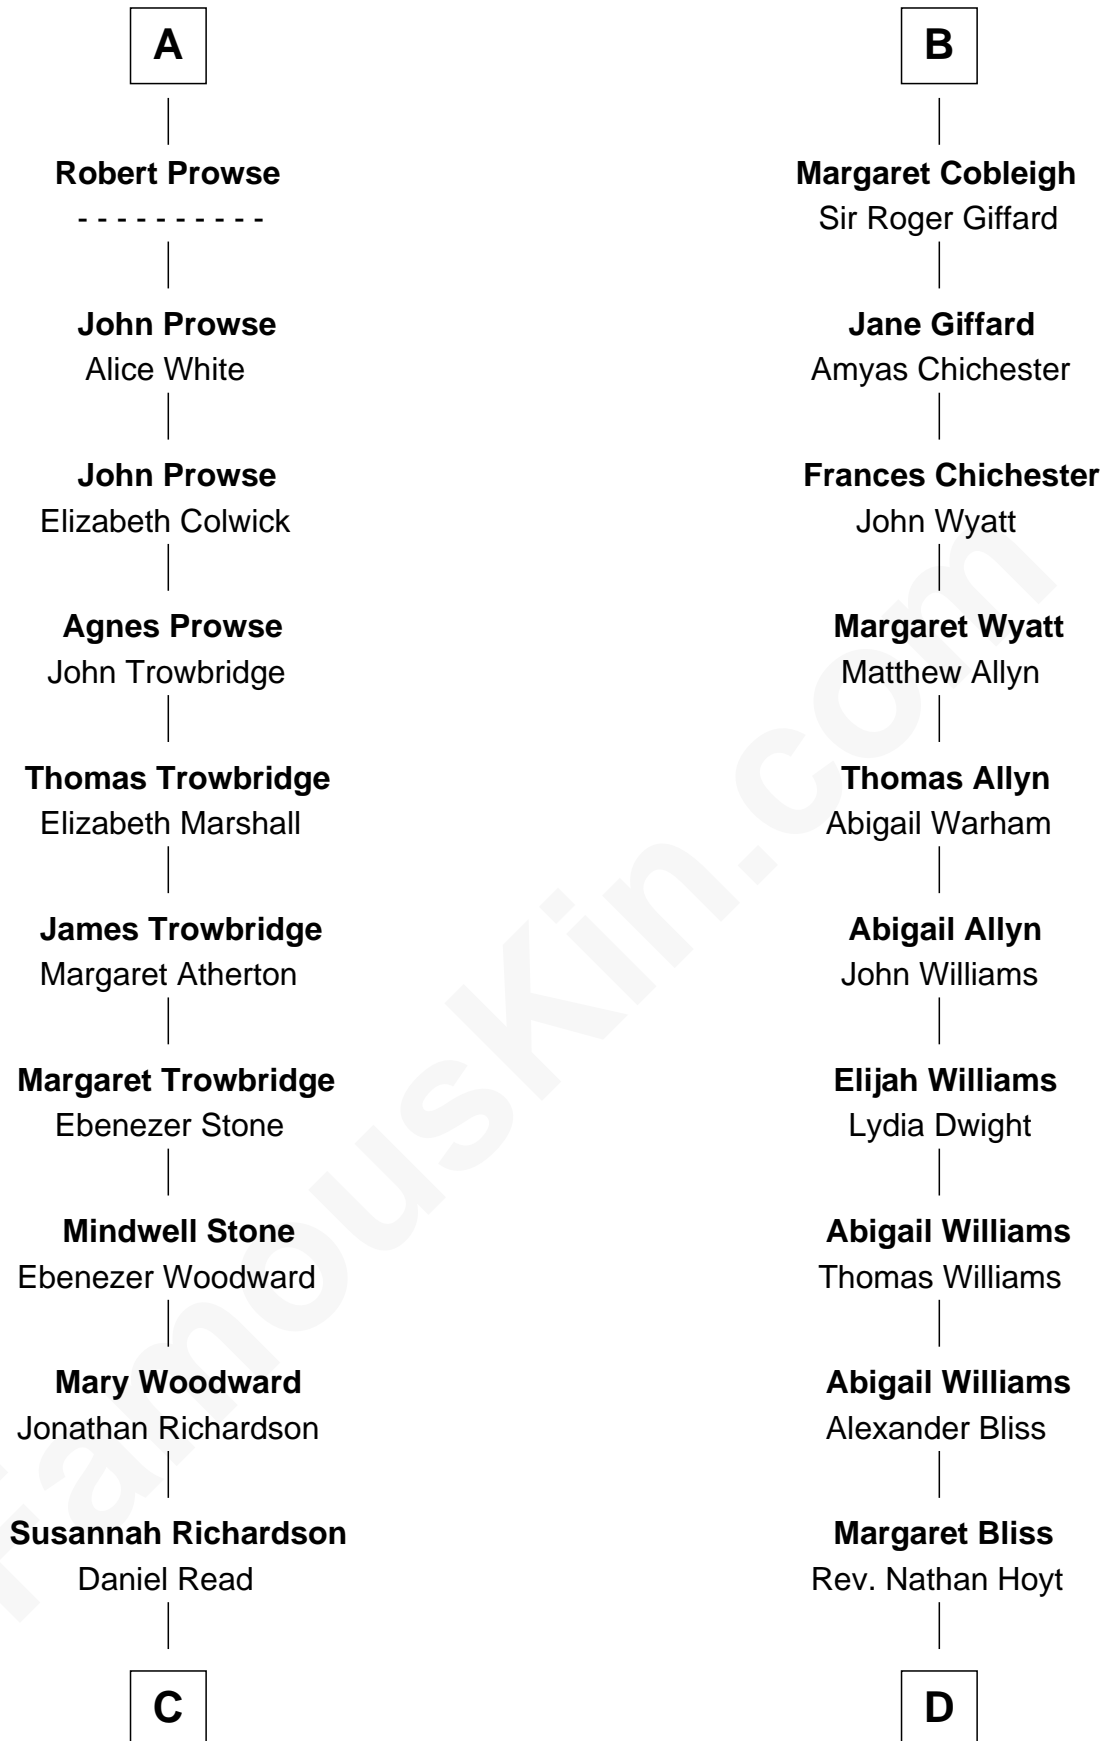 A
Robert Prowse
- - - - - - - - - -
John Prowse
Alice White
John Prowse
Elizabeth Colwick
Agnes Prowse
John Trowbridge
Thomas Trowbridge
Elizabeth Marshall
James Trowbridge
Margaret Atherton
Margaret Trowbridge
Ebenezer Stone
Mindwell Stone
Ebenezer Woodward
Mary Woodward
Jonathan Richardson
Susannah Richardson
Daniel Read
C
B
Margaret Cobleigh
Sir Roger Giffard
Jane Giffard
Amyas Chichester
Frances Chichester
John Wyatt
Margaret Wyatt
Matthew Allyn
Thomas Allyn
Abigail Warham
Abigail Allyn
John Williams
Elijah Williams
Lydia Dwight
Abigail Williams
Thomas Williams
Abigail Williams
Alexander Bliss
Margaret Bliss
Rev. Nathan Hoyt
D
FamousKin.com